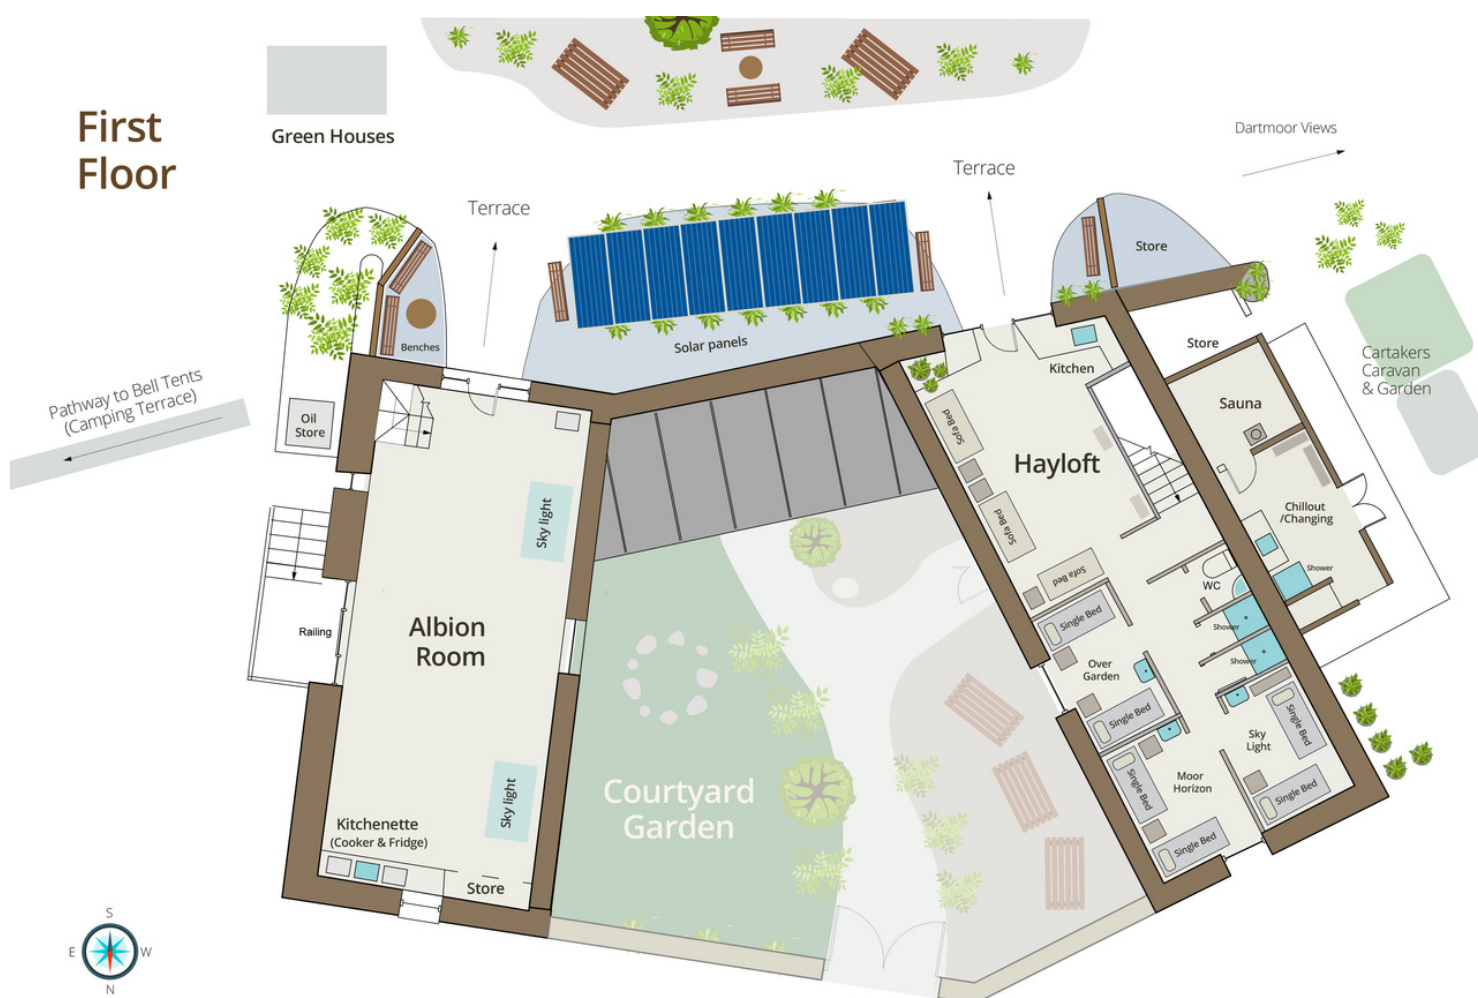 First
Floor
Green Houses
Dartmoor Views
Terrace
Terrace
Store
Benches
Solar panels
Store
Kitchen
Cartakers
Caravan
& Garden
Pathway to Bell Tents
(Camping Terrace)
Oil
Store
Sauna
Sofa Bed
Hayloft
Sky light
Sofa Bed
Chillout
/Changing
Sofa Bed
Shower
WC
Single Bed
Shower
Railing
Albion
Room
Over
Garden
Shower
Single Bed
Single Bed
Sky
Light
Moor
Horizon
Single Bed
Single Bed
Single Bed
Sky light
Courtyard
Garden
Kitchenette
(Cooker & Fridge)
Store
S
E
W
N